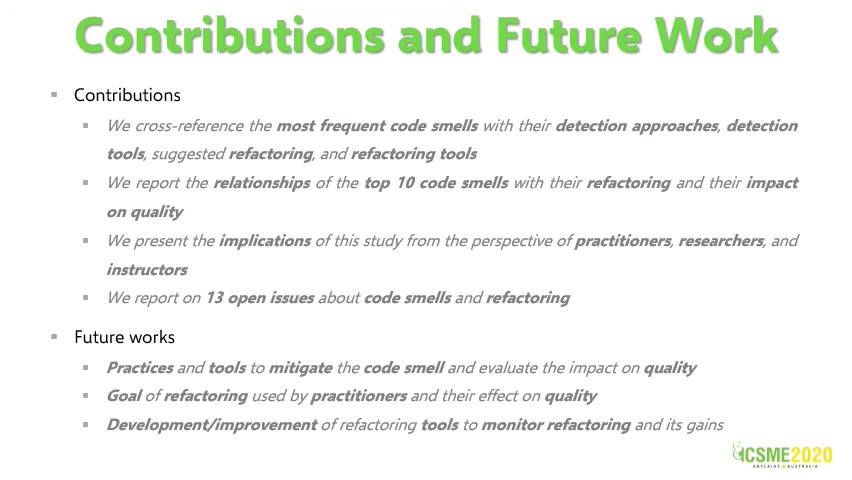 Contributions and Future Work
Contributions
We cross-reference the most frequent code smells with their detection approaches, detection
tools, suggested refactoring, and refactoring tools
We report the relationships of the top 10 code smells with their refactoring and their impact
on quality
We present the implications of this study from the perspective of practitioners, researchers, and
instructors
We report on 13 open issues about code smells and refactoring
Future works
Practices and tools to mitigate the code smell and evaluate the impact on quality
Goal of refactoring used by practitioners and their effect on quality
Development/improvement of refactoring tools to monitor refactoring and its gains
ICSME2020
ADELAIDE AUSTRALIA